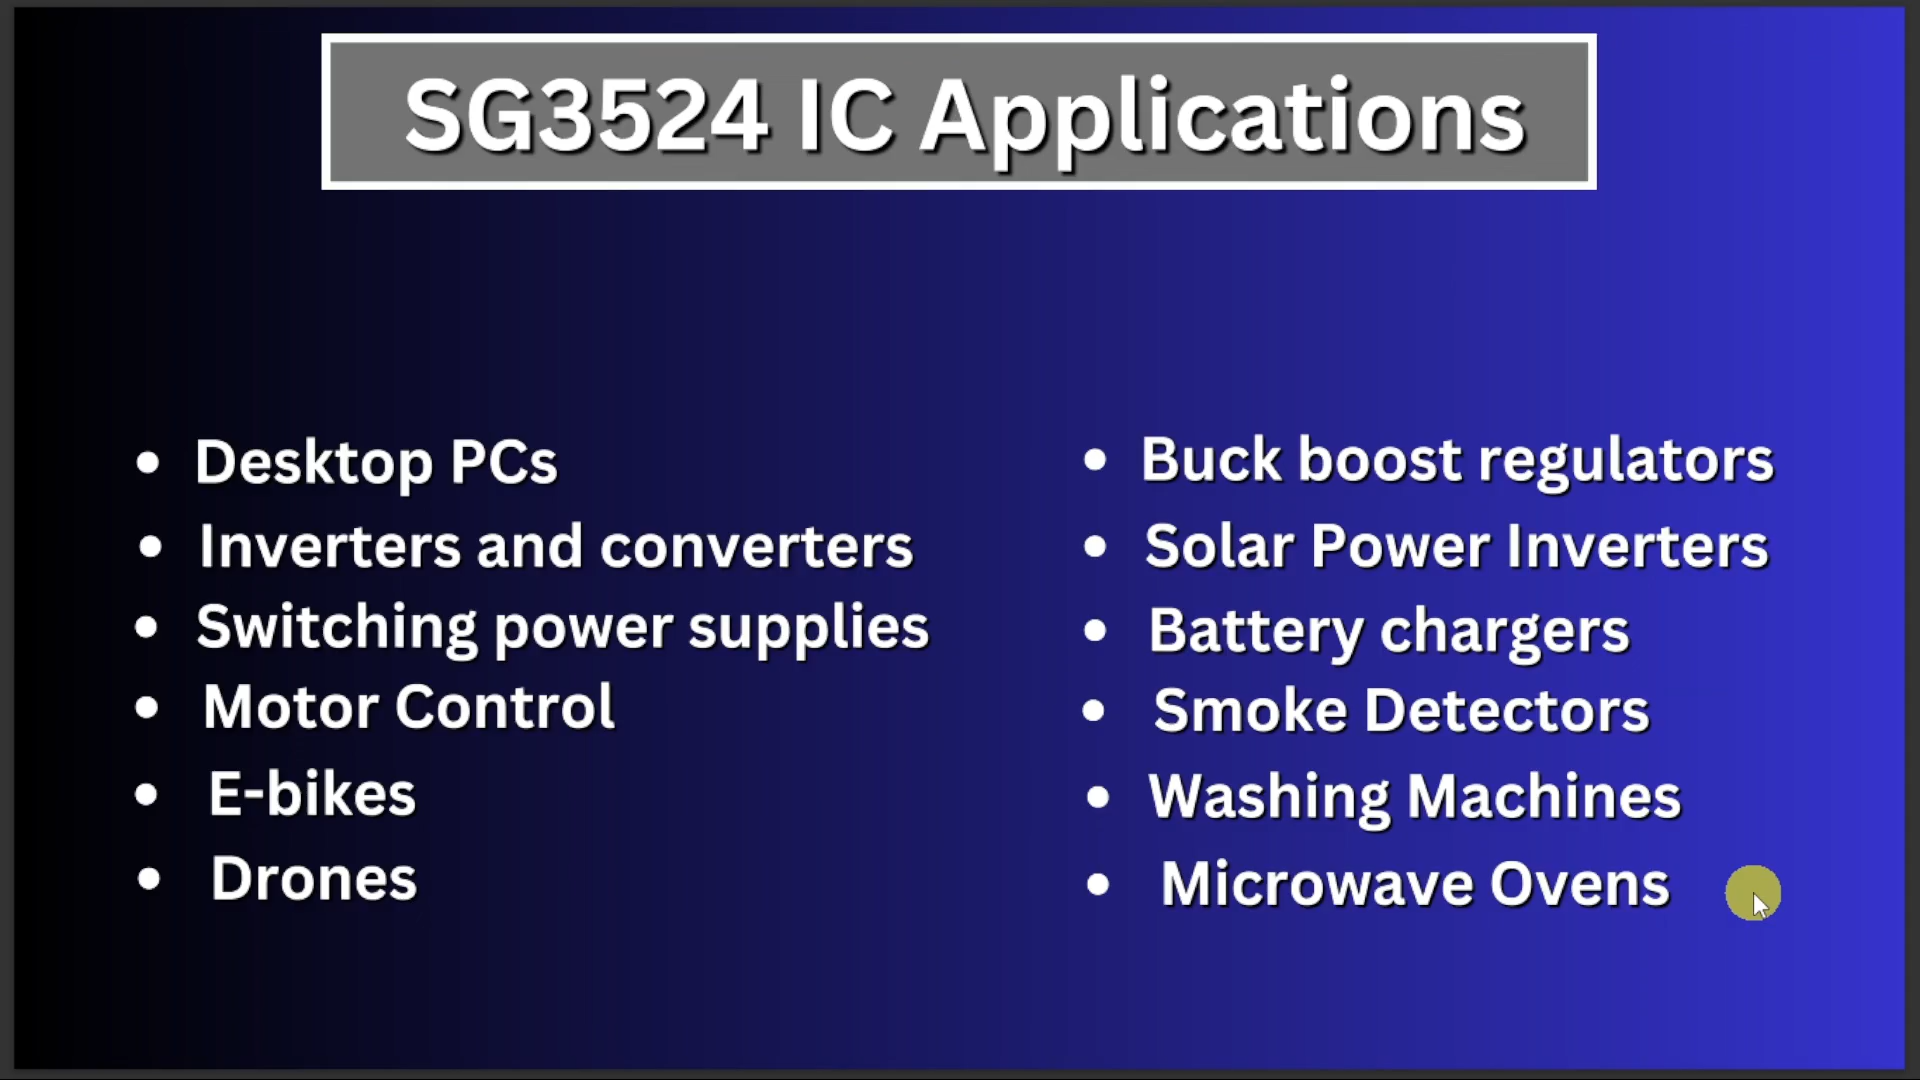 SG3524 IC Applications
• Desktop PCs
• Inverters and converters
• Switching power supplies
• Motor Control
• E-bikes
• Drones
• Buck boost regulators
• Solar Power Inverters
• Battery chargers
• Smoke Detectors
• Washing Machines
• Microwave Ovens